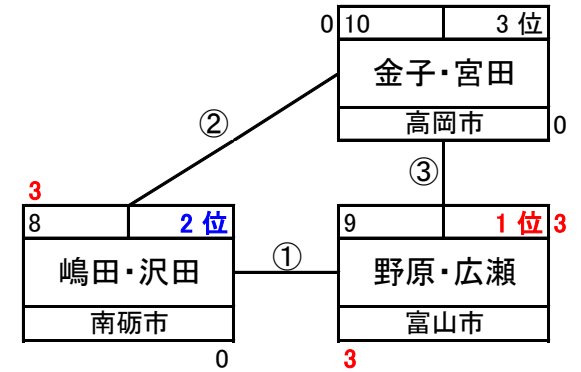 0 10 3 位
金子・宮田
高岡市 0
②
③
3
8 2 位
嶋田・沢田
南砺市
0
①
9 1 位 3
野原・広瀬
富山市
3